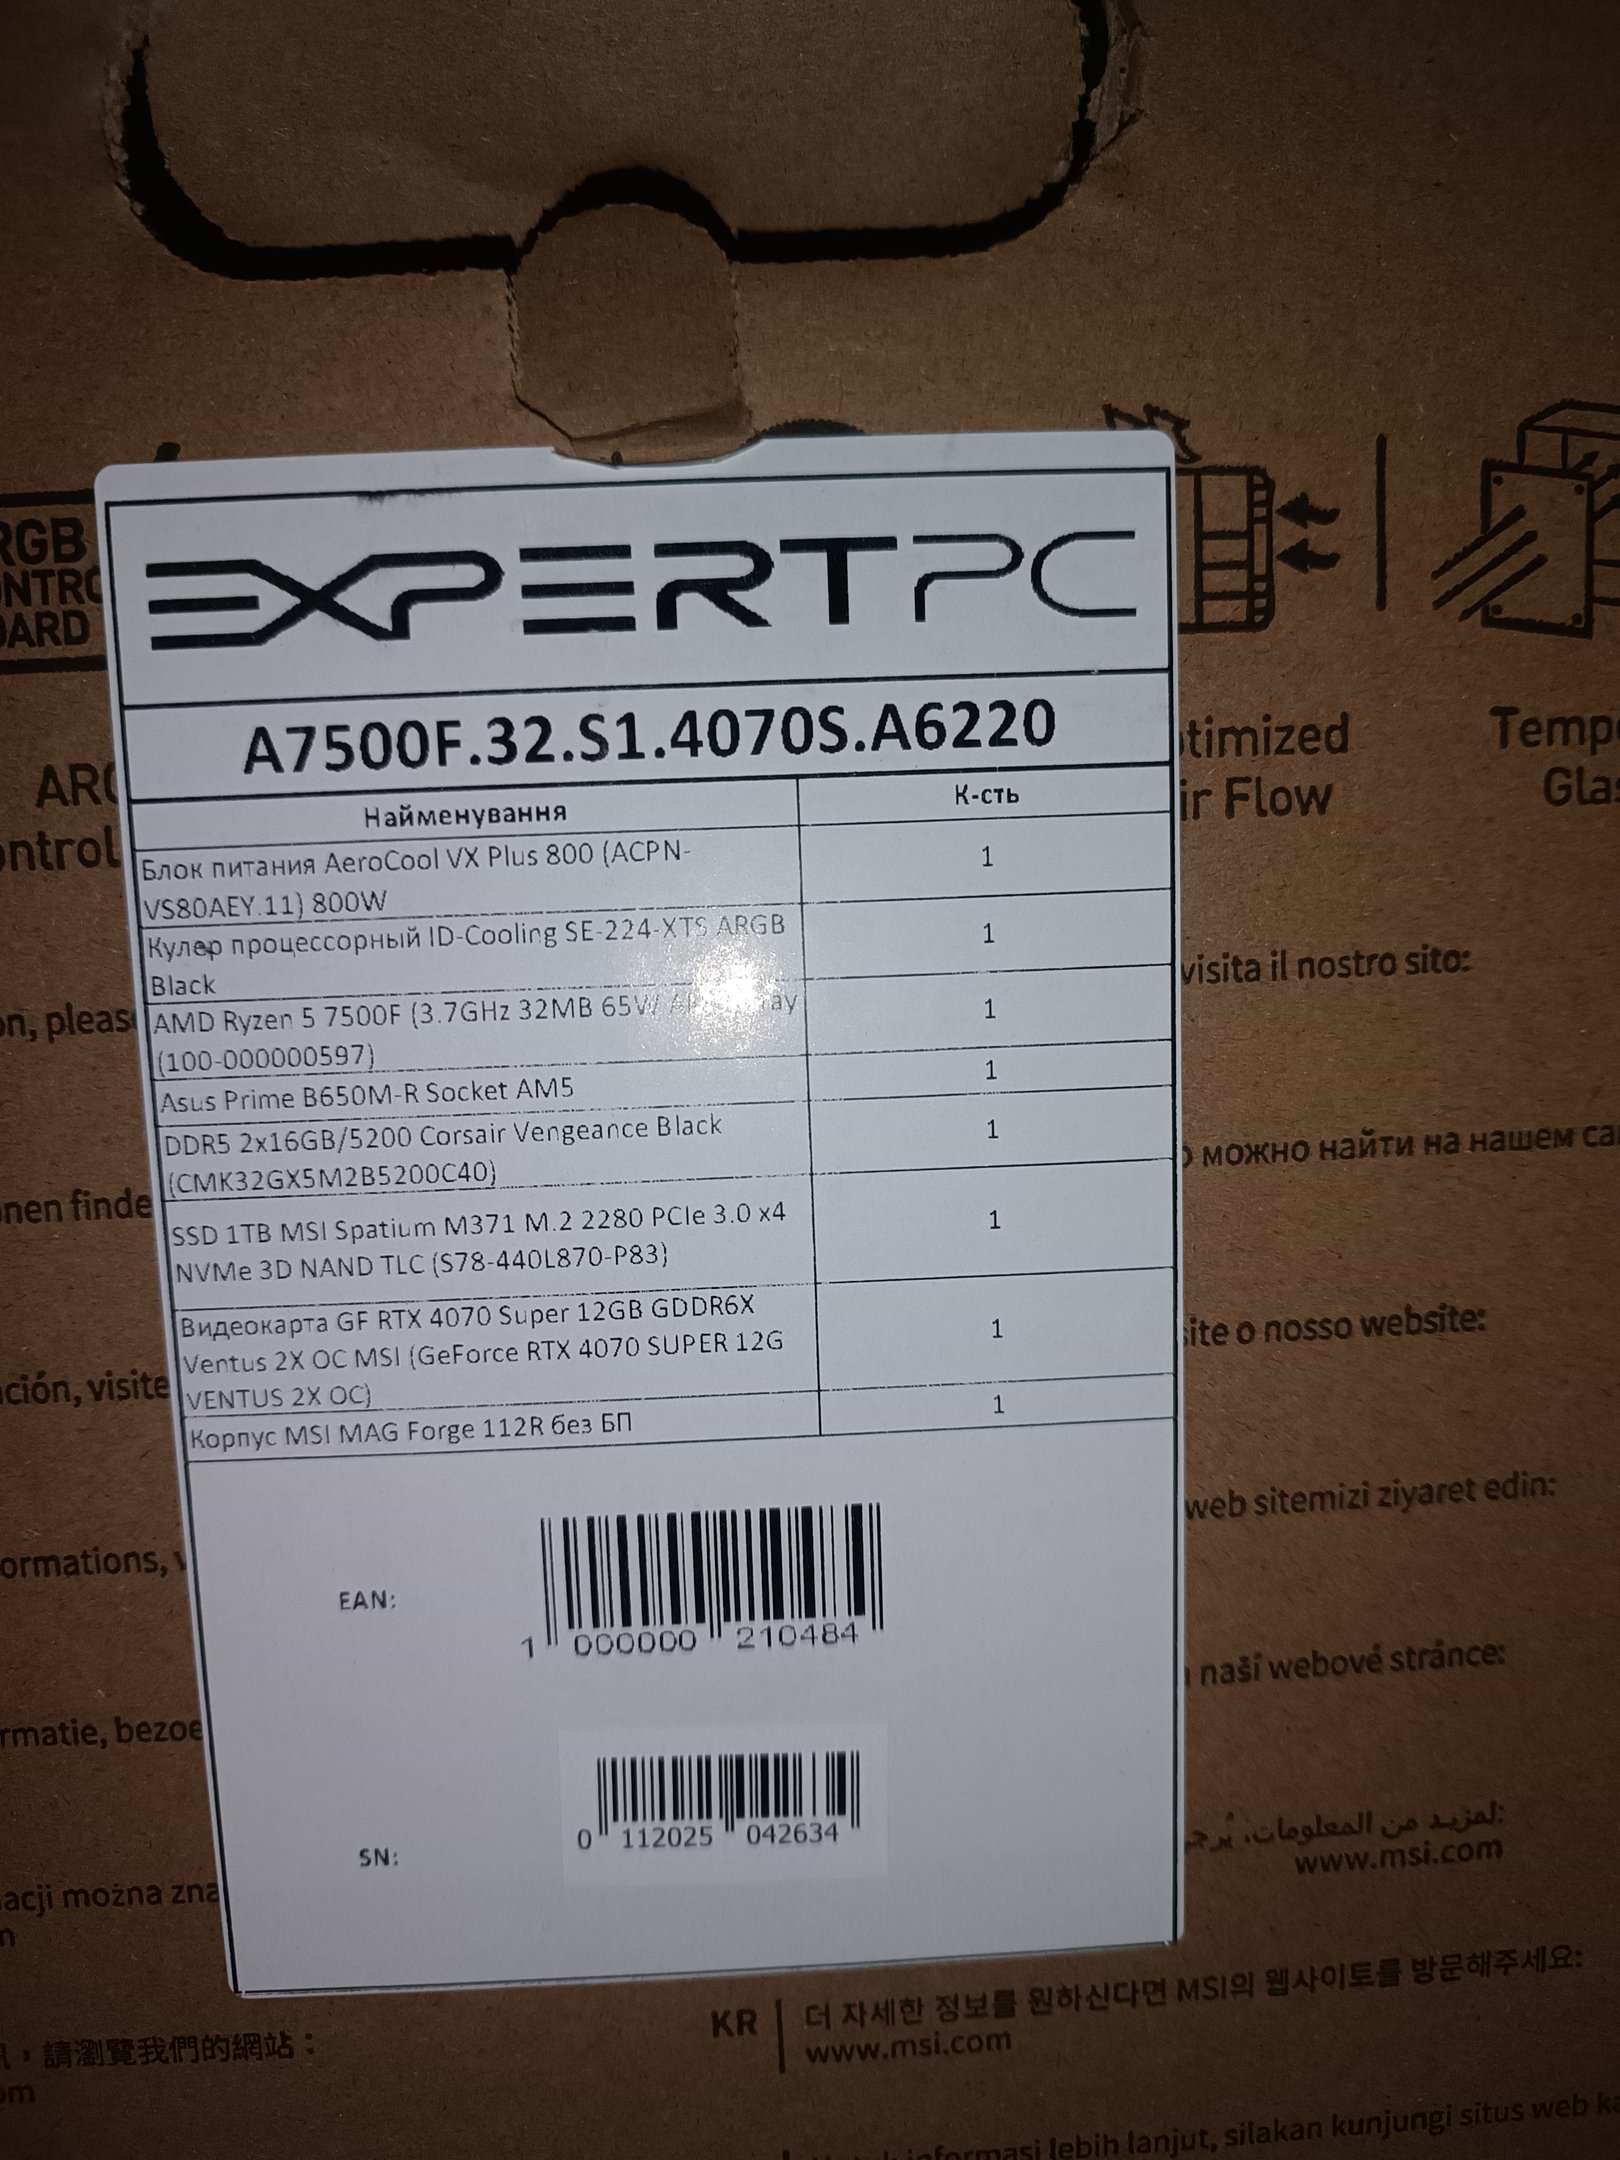 RGB
CONTRO
OARD
EXPERTPC
A7500F.32.S1.4070S.A6220
ARG
ontrol
timized
ir Flow
Temp
Glas
Найменування
К-сть
Блок питания AeroCool VX Plus 800 (ACPN-
VS80AEY.11) 800W
1
Кулер процессорный ID-Cooling SE-224-XTS ARGB
Black
1
AMD Ryzen 5 7500F (3.7GHz 32MB 65W ay
(100-000000597)
1
Asus Prime B650M-R Socket AM5
1
DDR5 2x16GB/5200 Corsair Vengeance Black
(CMK32GX5M2B5200C40)
1
SSD 1TB MSI Spatium M371 M.2 2280 PCIe 3.0 x4
NVMe 3D NAND TLC (S78-440L870-P83)
1
Видеокарта GF RTX 4070 Super 12GB GDDR6X
Ventus 2X OC MSI (GeForce RTX 4070 SUPER 12G
VENTUS 2X OC)
1
Корпус MSI MAG Forge 112R без БП
1
EAN:
1 000000 210484
SN:
0 112025 042634
on, pleas
visita il nostro sito:
nen finde
можно найти на нашем са
ción, visite
site o nosso website:
ormations, v
web sitemizi ziyaret edin:
rmatie, bezoe
naší webové stránce:
acji można zna
m
لمزيد من المعلومات، يُرجى
www.msi.com
訊，請瀏覽我們的網站：
om
KR | 더 자세한 정보를 원하신다면 MSI의 웹사이트를 방문해주세요:
www.msi.com
informasi lebih lanjut, silakan kunjungi situs web ka